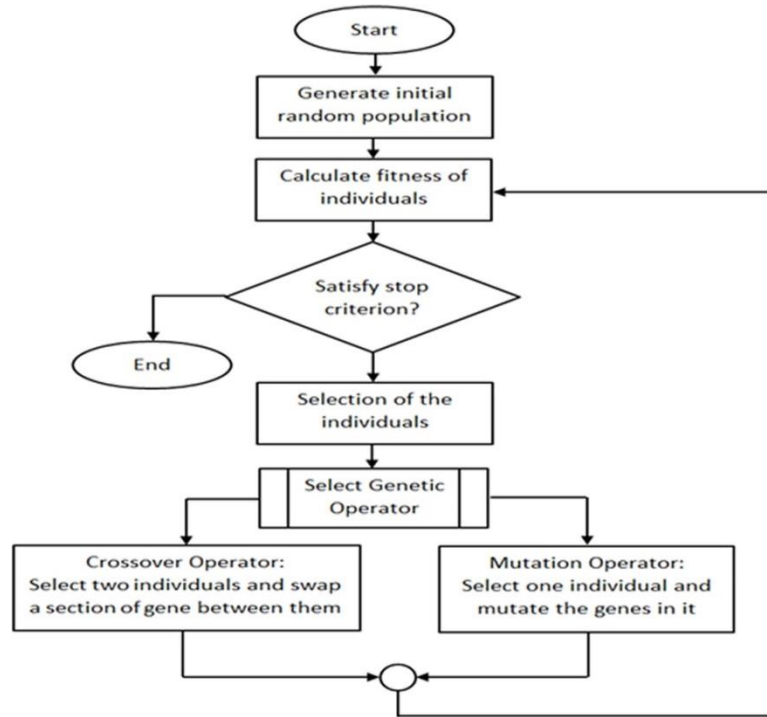 Start
Generate initial
random population
Calculate fitness of
individuals
Satisfy stop
criterion?
End
Selection of the
individuals
Select Genetic
Operator
Crossover Operator:
Select two individuals and swap
a section of gene between them
Mutation Operator:
Select one individual and
mutate the genes in it